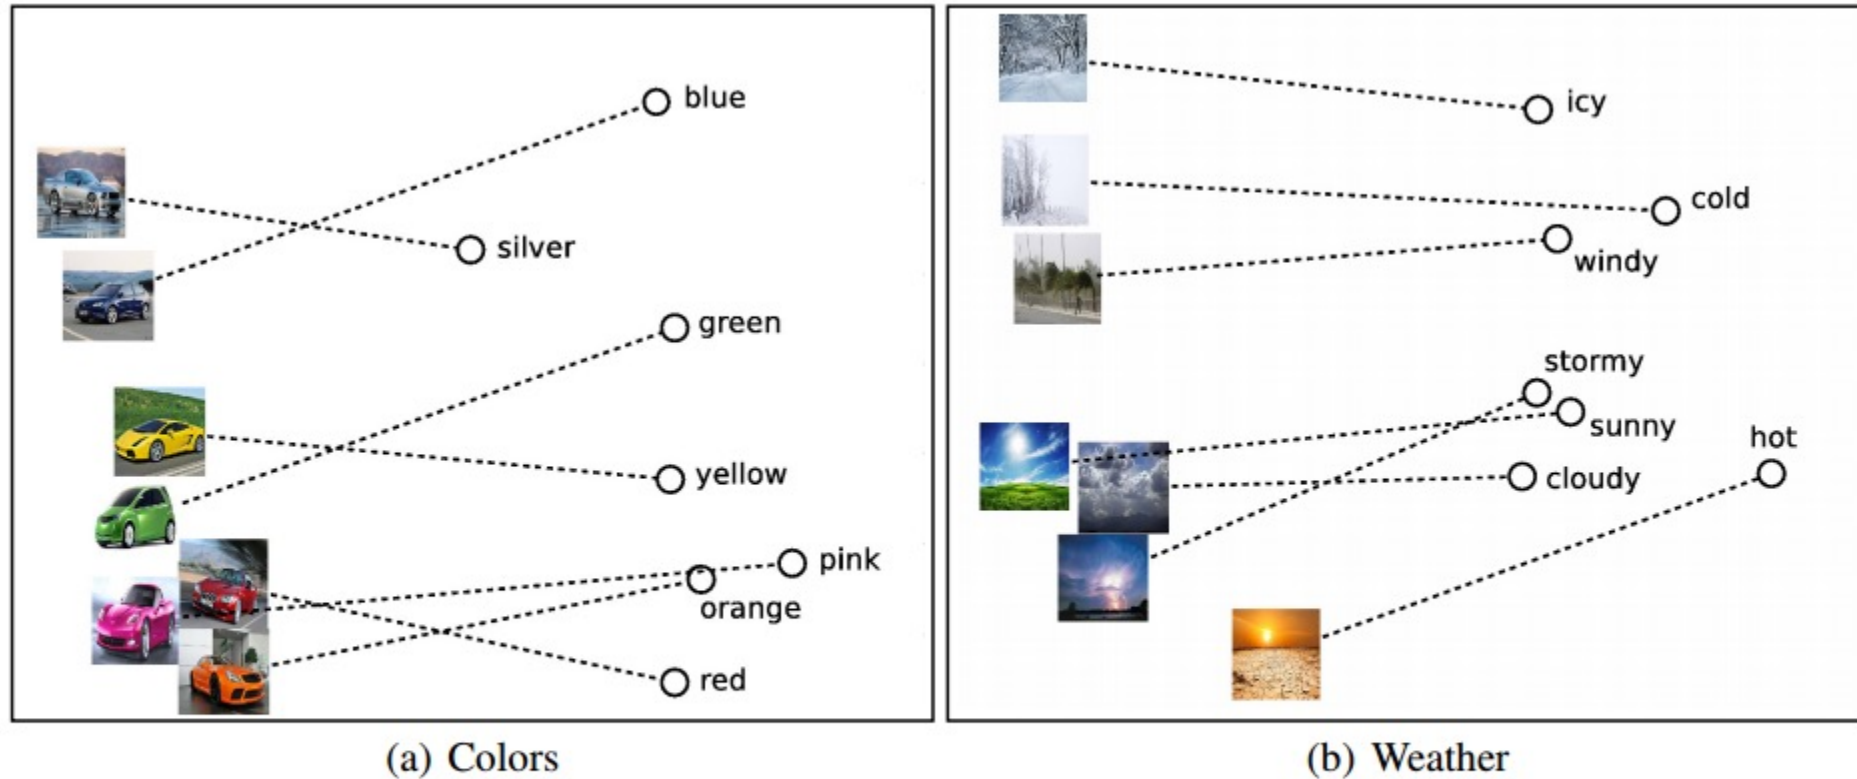 blue
silver
green
yellow
pink
orange
red
(a) Colors
icy
cold
windy
stormy
sunny
hot
cloudy
(b) Weather